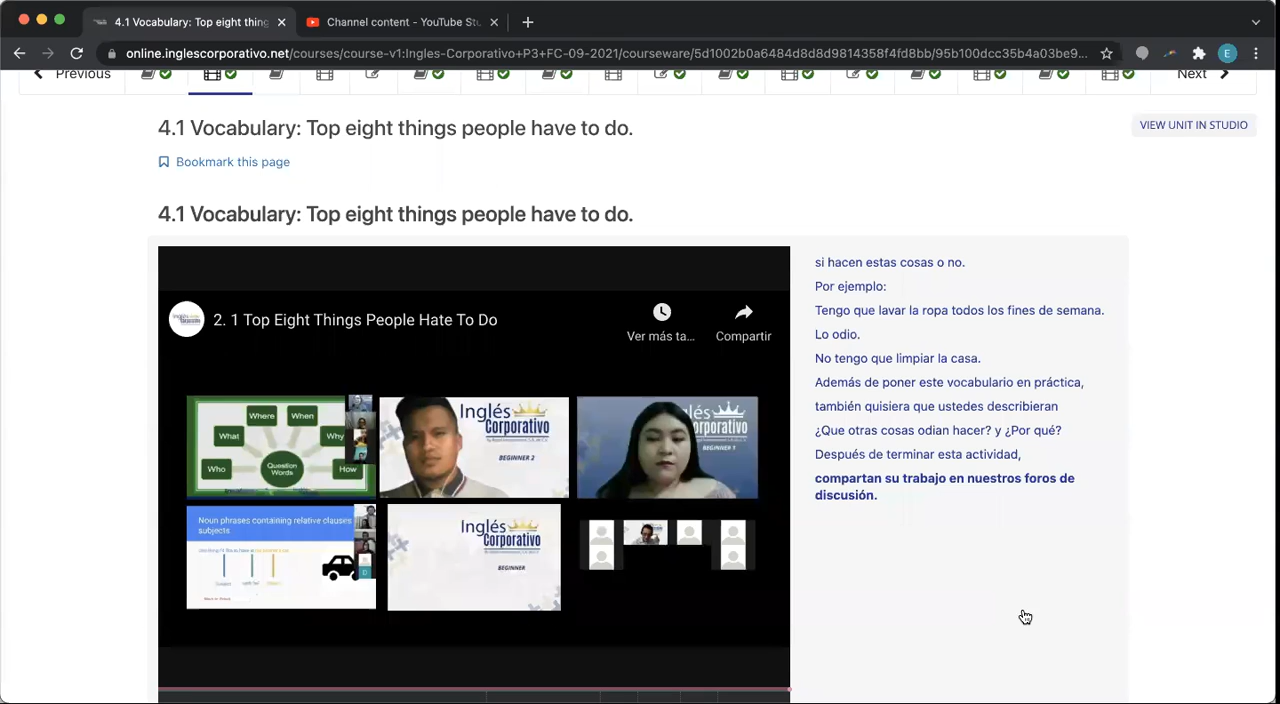 4.1 Vocabulary: Top eight thing
Channel content - YouTube Stu
online.inglescorporativo.net/courses/course-v1:Ingles-Corporativo+P3+FC-09-2021/courseware/5d1002b0a6484d8d8d9814358f4fd8bb/95b100dcc35b4a03be9...
E
Previous
Next
4.1 Vocabulary: Top eight things people have to do.
VIEW UNIT IN STUDIO
Bookmark this page
4.1 Vocabulary: Top eight things people have to do.
2. 1 Top Eight Things People Hate To Do
Ver más ta...
Compartir
Where
When
What
Why
Who
Question Words
How
Inglés
Corporativo
BEGINNER 2
glés
orporativo
BEGINNER 1
Noun phrases containing relative clauses
subjects
Inglés
Corporativo
BEGINNER
si hacen estas cosas o no.
Por ejemplo:
Tengo que lavar la ropa todos los fines de semana.
Lo odio.
No tengo que limpiar la casa.
Además de poner este vocabulario en práctica,
también quisiera que ustedes describieran
¿Que otras cosas odian hacer? y ¿Por qué?
Después de terminar esta actividad,
compartan su trabajo en nuestros foros de
discusión.